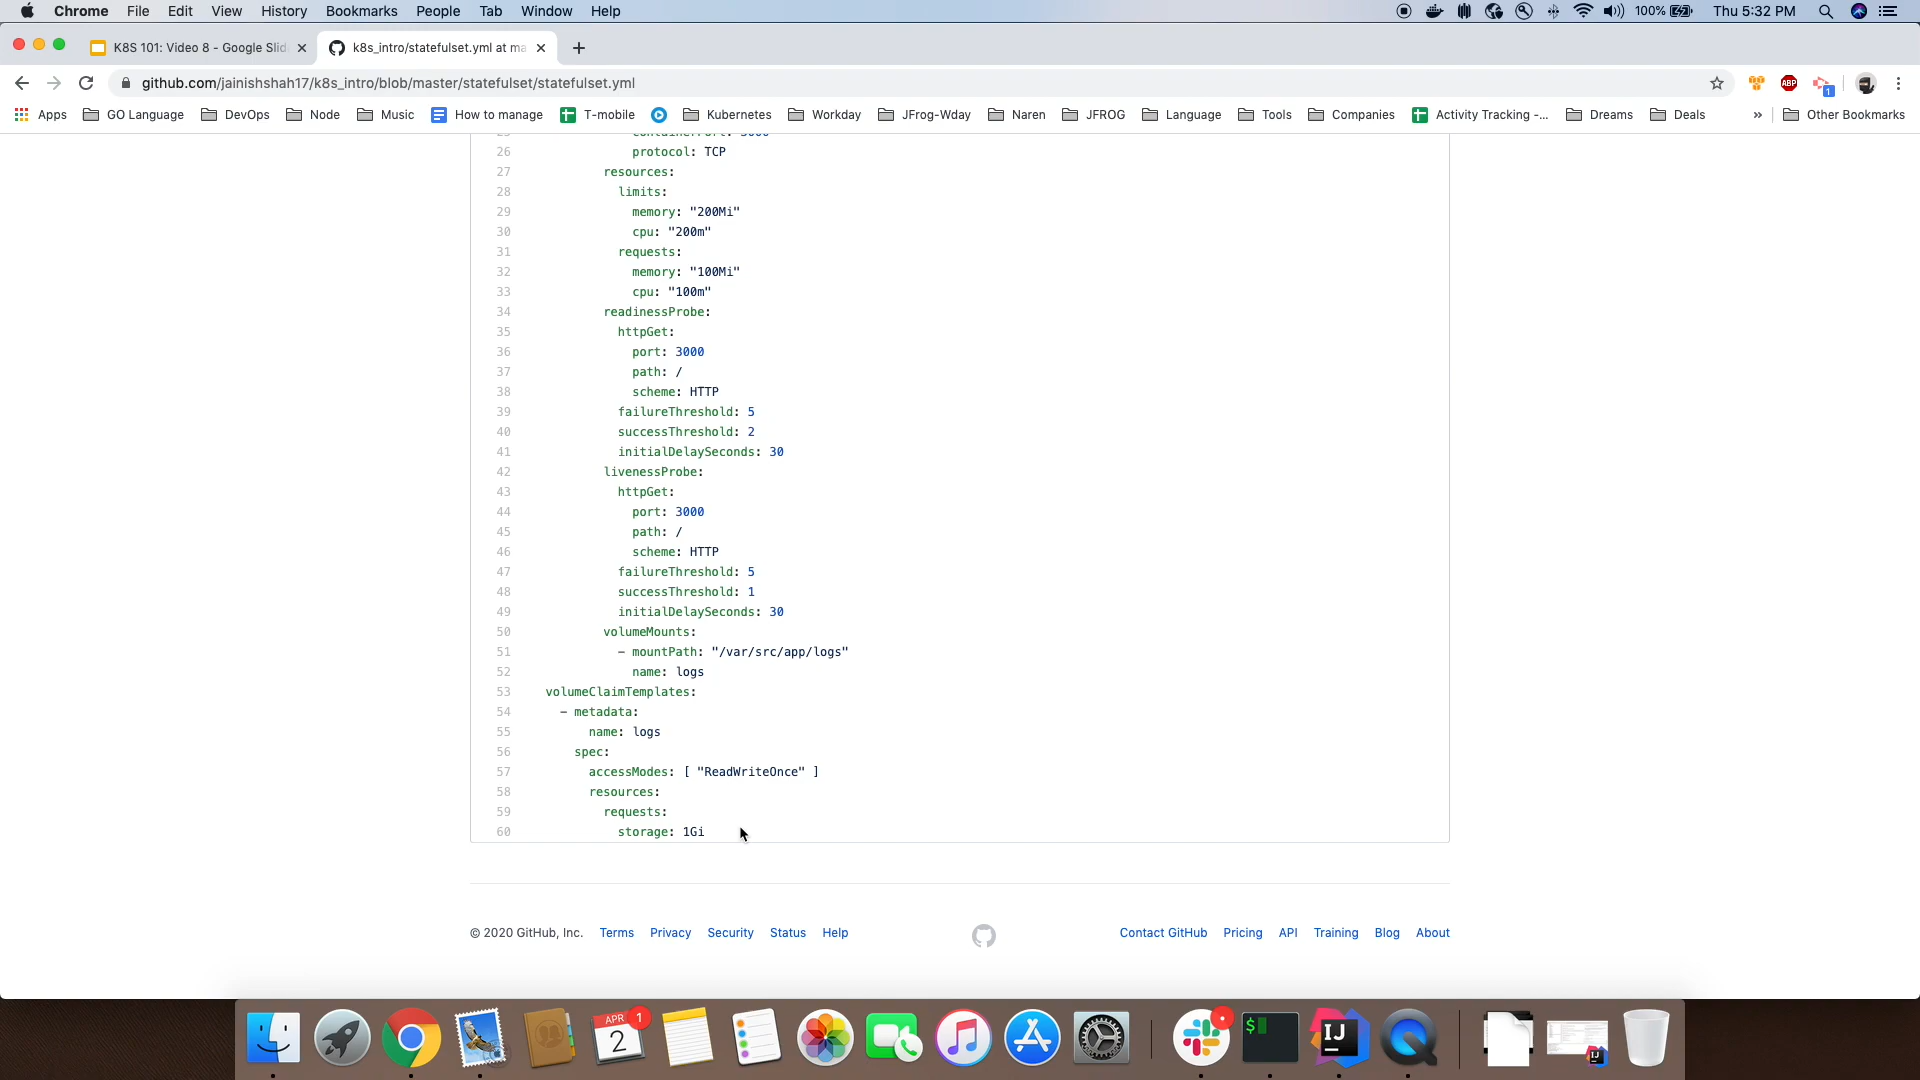 Chrome File Edit View History Bookmarks People Tab Window Help 100% Thu 5:32 PM
K8S 101: Video 8 - Google Slid
k8s_intro/statefulset.yml at ma
github.com/jainishshah17/k8s_intro/blob/master/statefulset/statefulset.yml
ABP
1
Apps GO Language DevOps Node Music How to manage T-mobile Kubernetes Workday JFrog-Wday Naren JFROG Language Tools Companies Activity Tracking -... Dreams Deals » Other Bookmarks
25 containerPort: 3000
26 protocol: TCP
27 resources:
28 limits:
29 memory: "200Mi"
30 cpu: "200m"
31 requests:
32 memory: "100Mi"
33 cpu: "100m"
34 readinessProbe:
35 httpGet:
36 port: 3000
37 path: /
38 scheme: HTTP
39 failureThreshold: 5
40 successThreshold: 2
41 initialDelaySeconds: 30
42 livenessProbe:
43 httpGet:
44 port: 3000
45 path: /
46 scheme: HTTP
47 failureThreshold: 5
48 successThreshold: 1
49 initialDelaySeconds: 30
50 volumeMounts:
51 - mountPath: "/var/src/app/logs"
52 name: logs
53 volumeClaimTemplates:
54 - metadata:
55 name: logs
56 spec:
57 accessModes: [ "ReadWriteOnce" ]
58 resources:
59 requests:
60 storage: 1Gi
© 2020 GitHub, Inc. Terms Privacy Security Status Help Contact GitHub Pricing API Training Blog About
APR
2
1
$
IJ